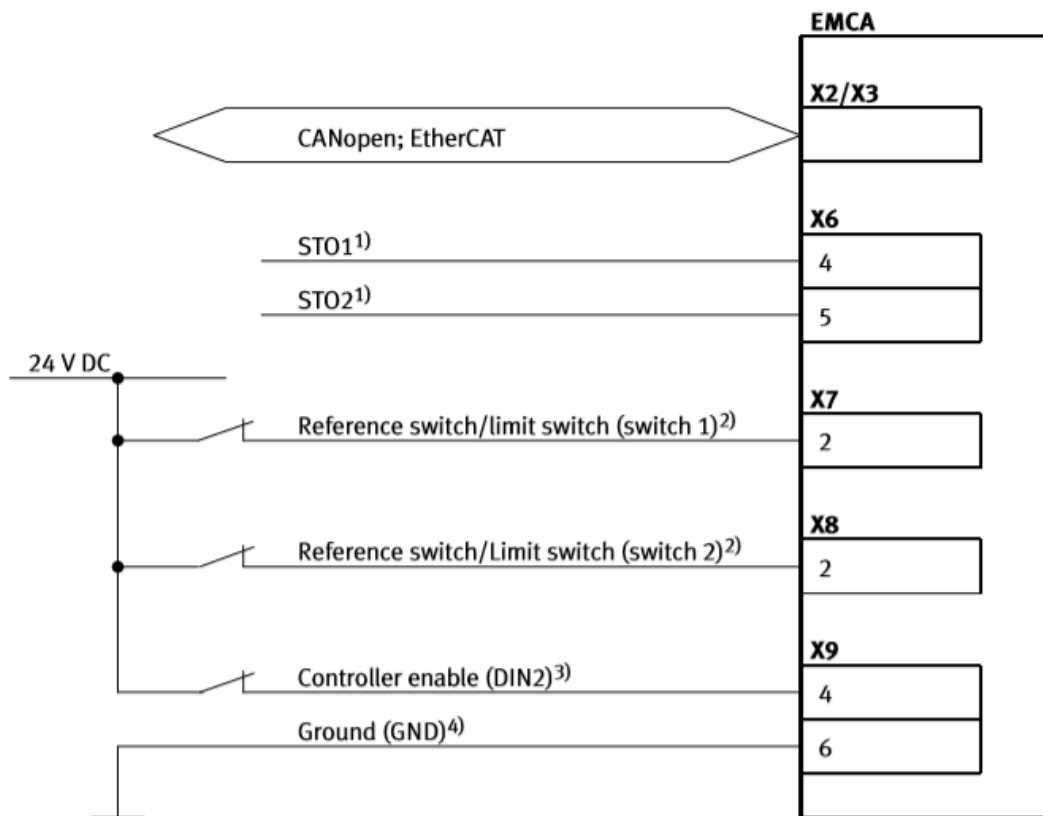 EMCA
X2/X3
CANopen; EtherCAT
X6
STO1¹⁾
4
STO2¹⁾
5
24 V DC
X7
Reference switch/limit switch (switch 1)²⁾
2
X8
Reference switch/Limit switch (switch 2)²⁾
2
X9
Controller enable (DIN2)³⁾
4
Ground (GND)⁴⁾
6